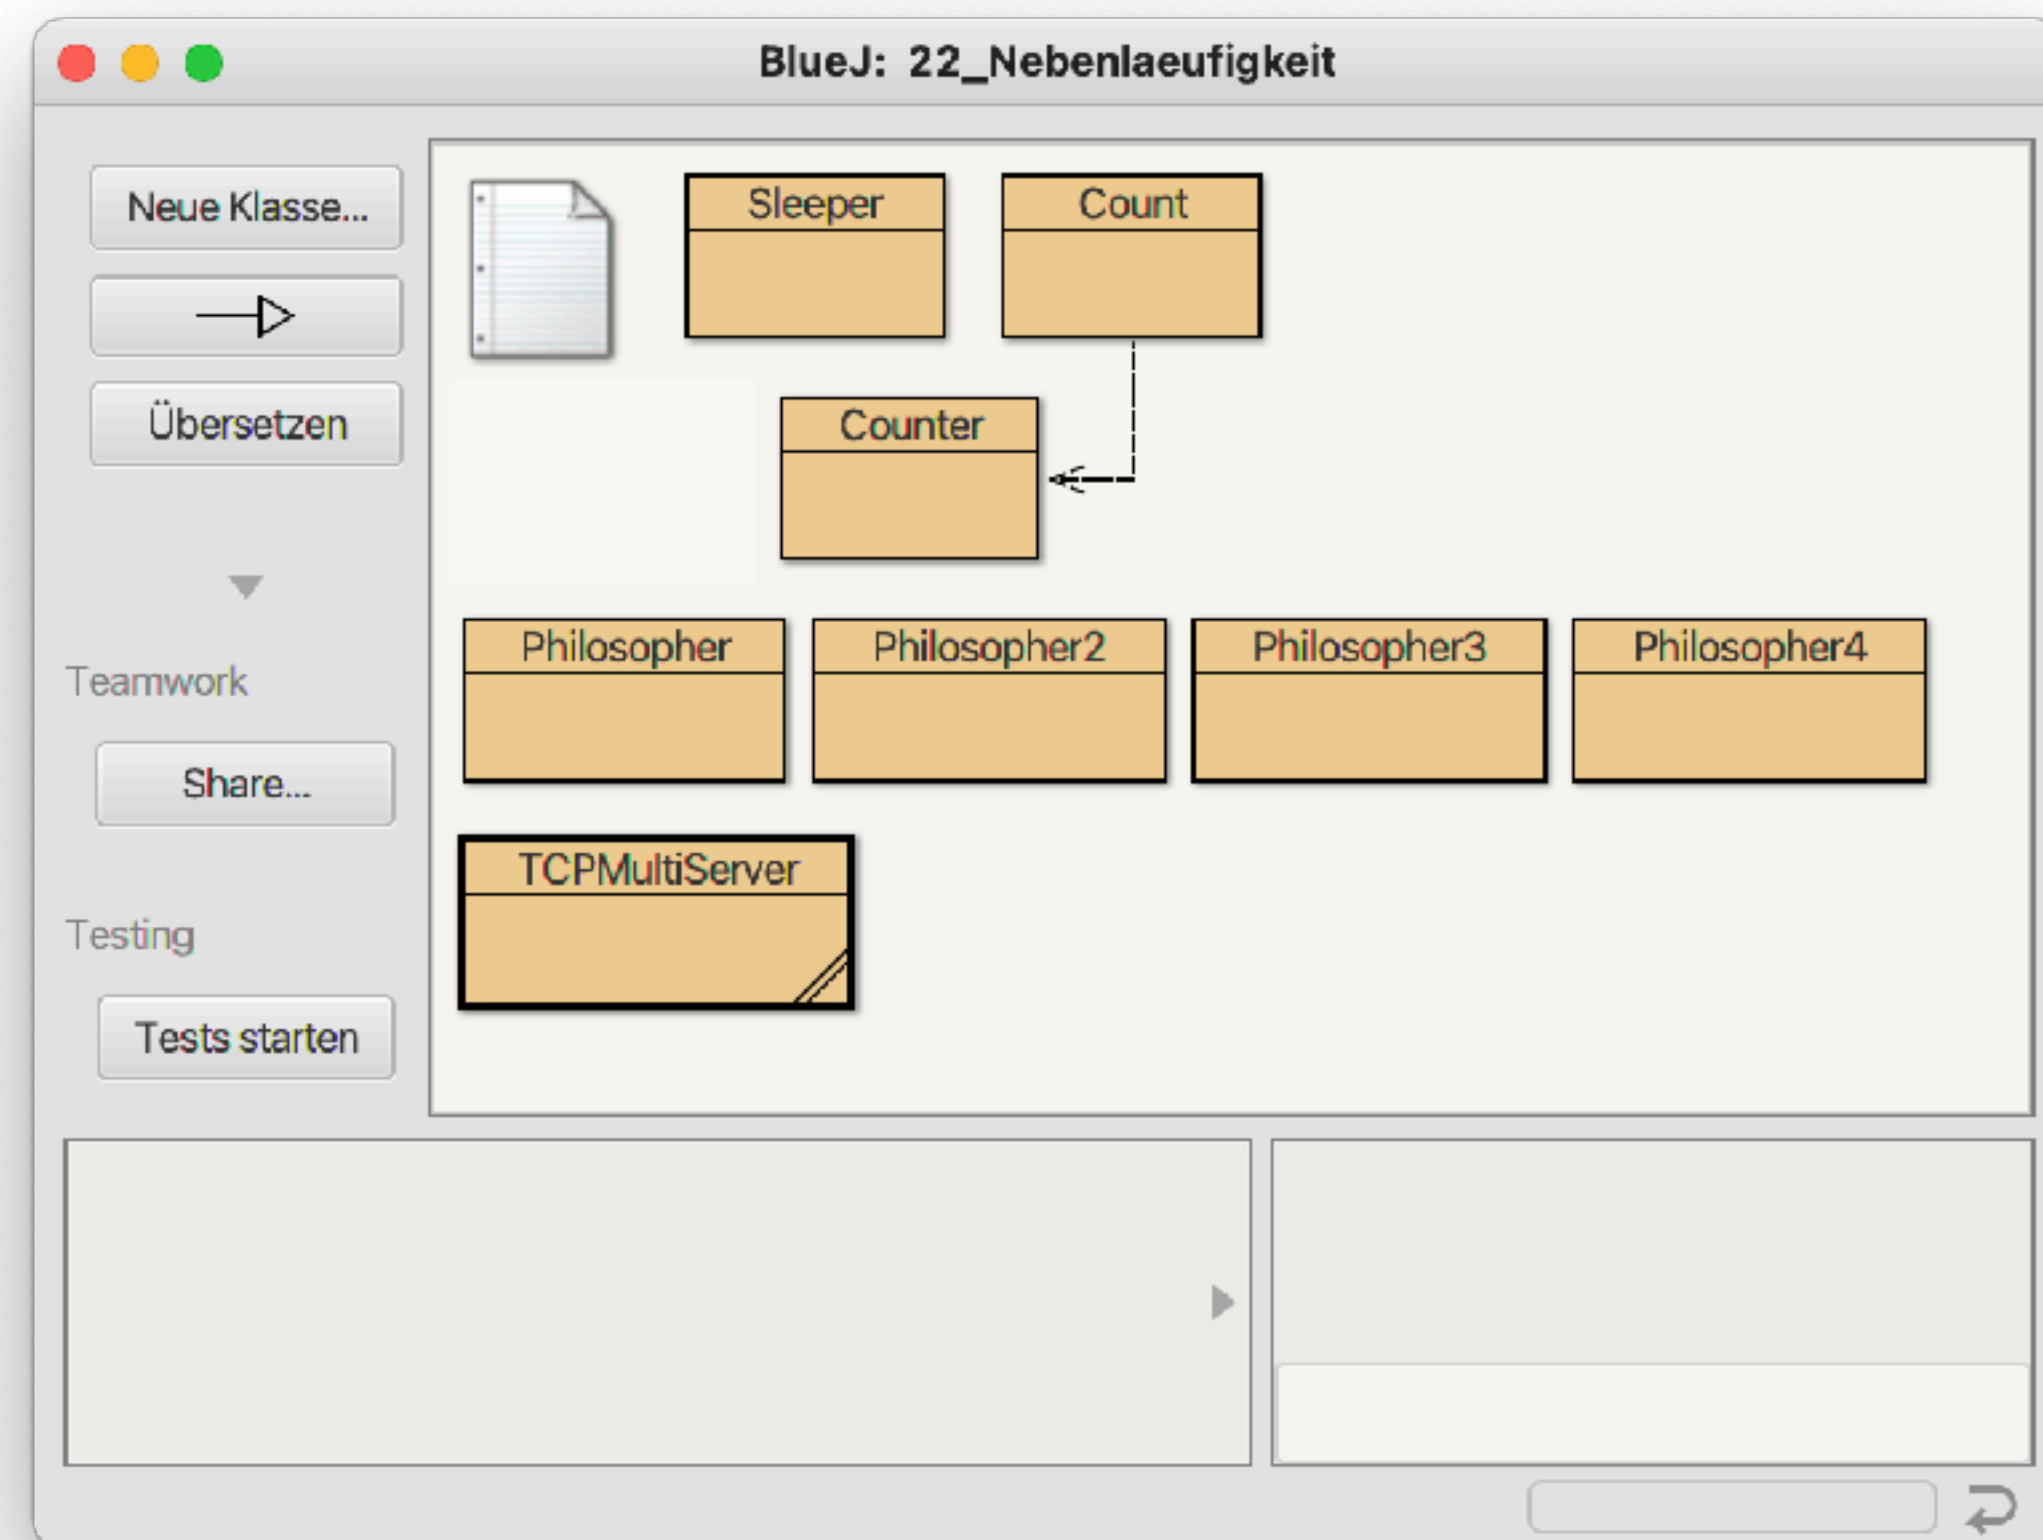 BlueJ: 22_Nebenlaeufigkeit
Neue Klasse...
Übersetzen
Teamwork
Share...
Testing
Tests starten
Sleeper
Count
Counter
Philosopher
Philosopher2
Philosopher3
Philosopher4
TCPMultiServer